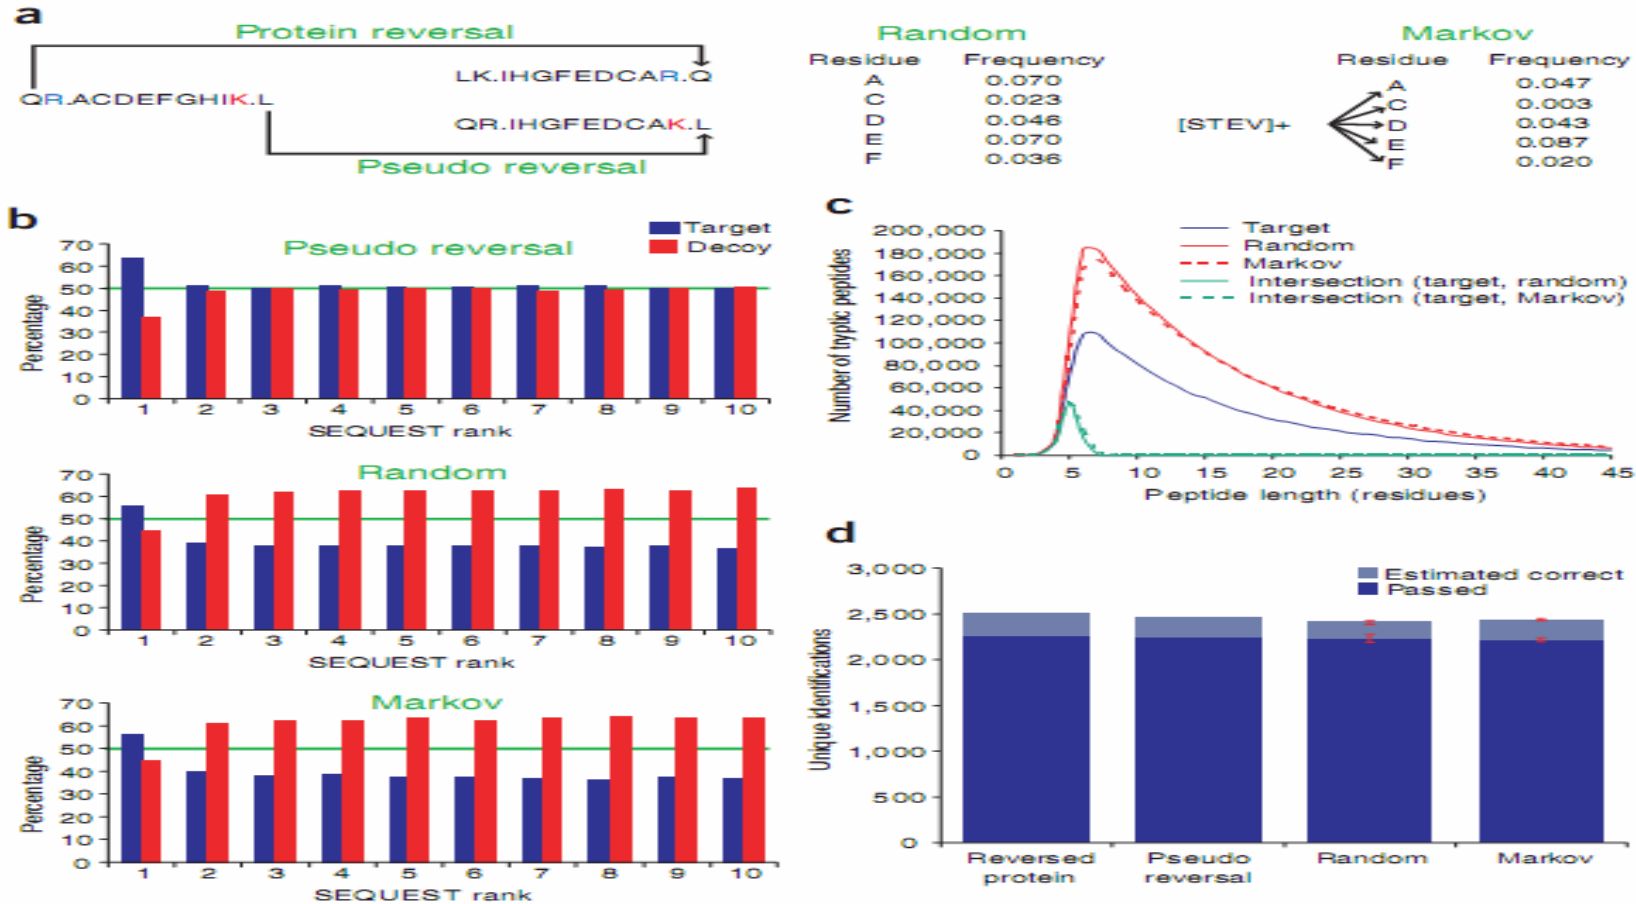 a
Protein reversal
LK.IHGFEDCAR.Q
QR.ACDEFGHIK.L
QR.IHGFEDCAK.L
Pseudo reversal
Random
Residue Frequency
A 0.070
C 0.023
D 0.046
E 0.070
F 0.036
Markov
Residue Frequency
[STEV]+
A 0.047
C 0.003
D 0.043
E 0.087
F 0.020
b
Target
Decoy
Pseudo reversal
Percentage
70
60
50
40
30
20
10
0
1 2 3 4 5 6 7 8 9 10
SEQUEST rank
Random
Percentage
70
60
50
40
30
20
10
0
1 2 3 4 5 6 7 8 9 10
SEQUEST rank
Markov
Percentage
70
60
50
40
30
20
10
0
1 2 3 4 5 6 7 8 9 10
SEQUEST rank
c
Number of tryptic peptides
200,000
180,000
160,000
140,000
120,000
100,000
80,000
60,000
40,000
20,000
0
Target
Random
Markov
Intersection (target, random)
Intersection (target, Markov)
0 5 10 15 20 25 30 35 40 45
Peptide length (residues)
d
Unique identifications
3,000
2,500
2,000
1,500
1,000
500
0
Estimated correct
Passed
Reversed
protein
Pseudo
reversal
Random
Markov